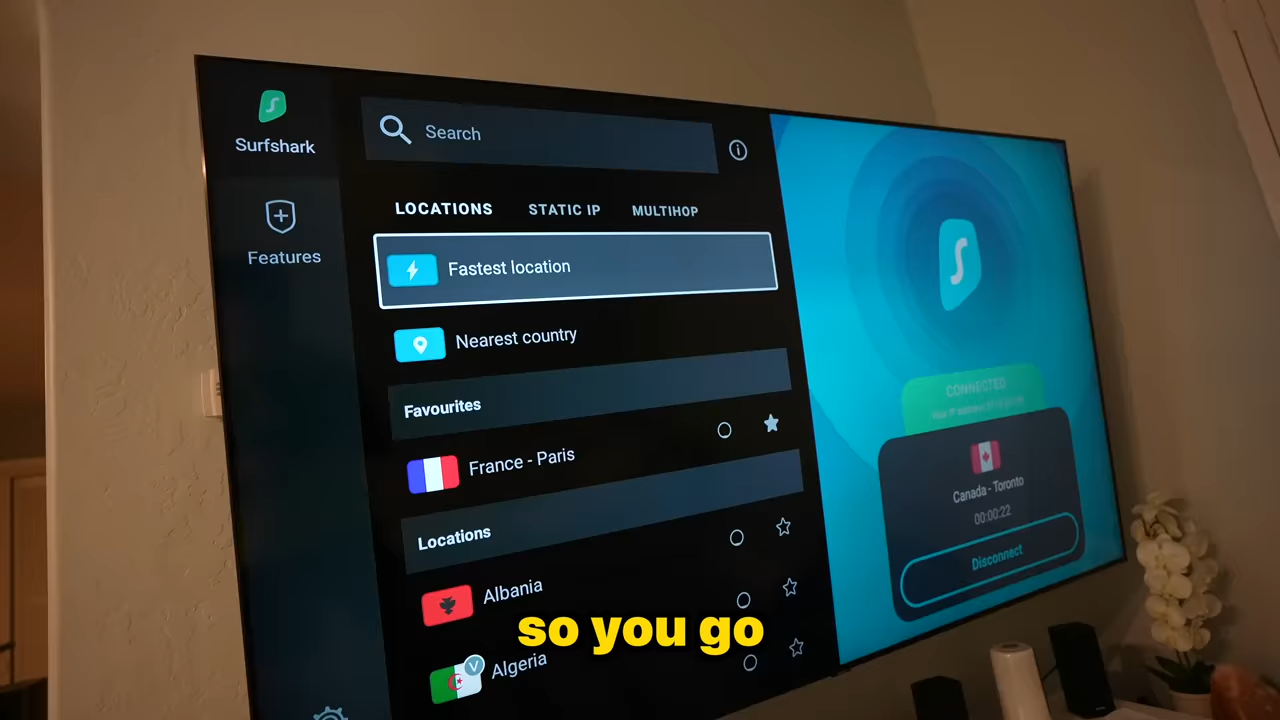 Surfshark
Features
Search
LOCATIONS
STATIC IP
MULTIHOP
Fastest location
Nearest country
Favourites
France - Paris
Locations
Albania
Algeria
V
CONNECTED
Canada - Toronto
00:00:22
Disconnect
so you go